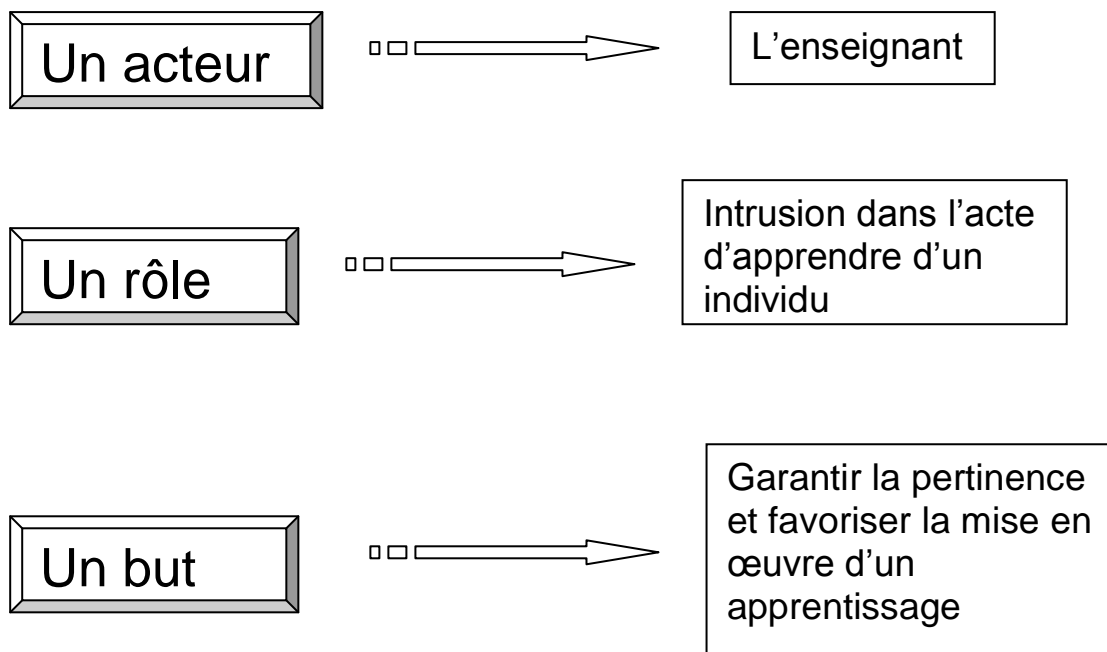 Un acteur
L’enseignant
Un rôle
Intrusion dans l’acte
d’apprendre d’un
individu
Un but
Garantir la pertinence
et favoriser la mise en
œuvre d’un
apprentissage